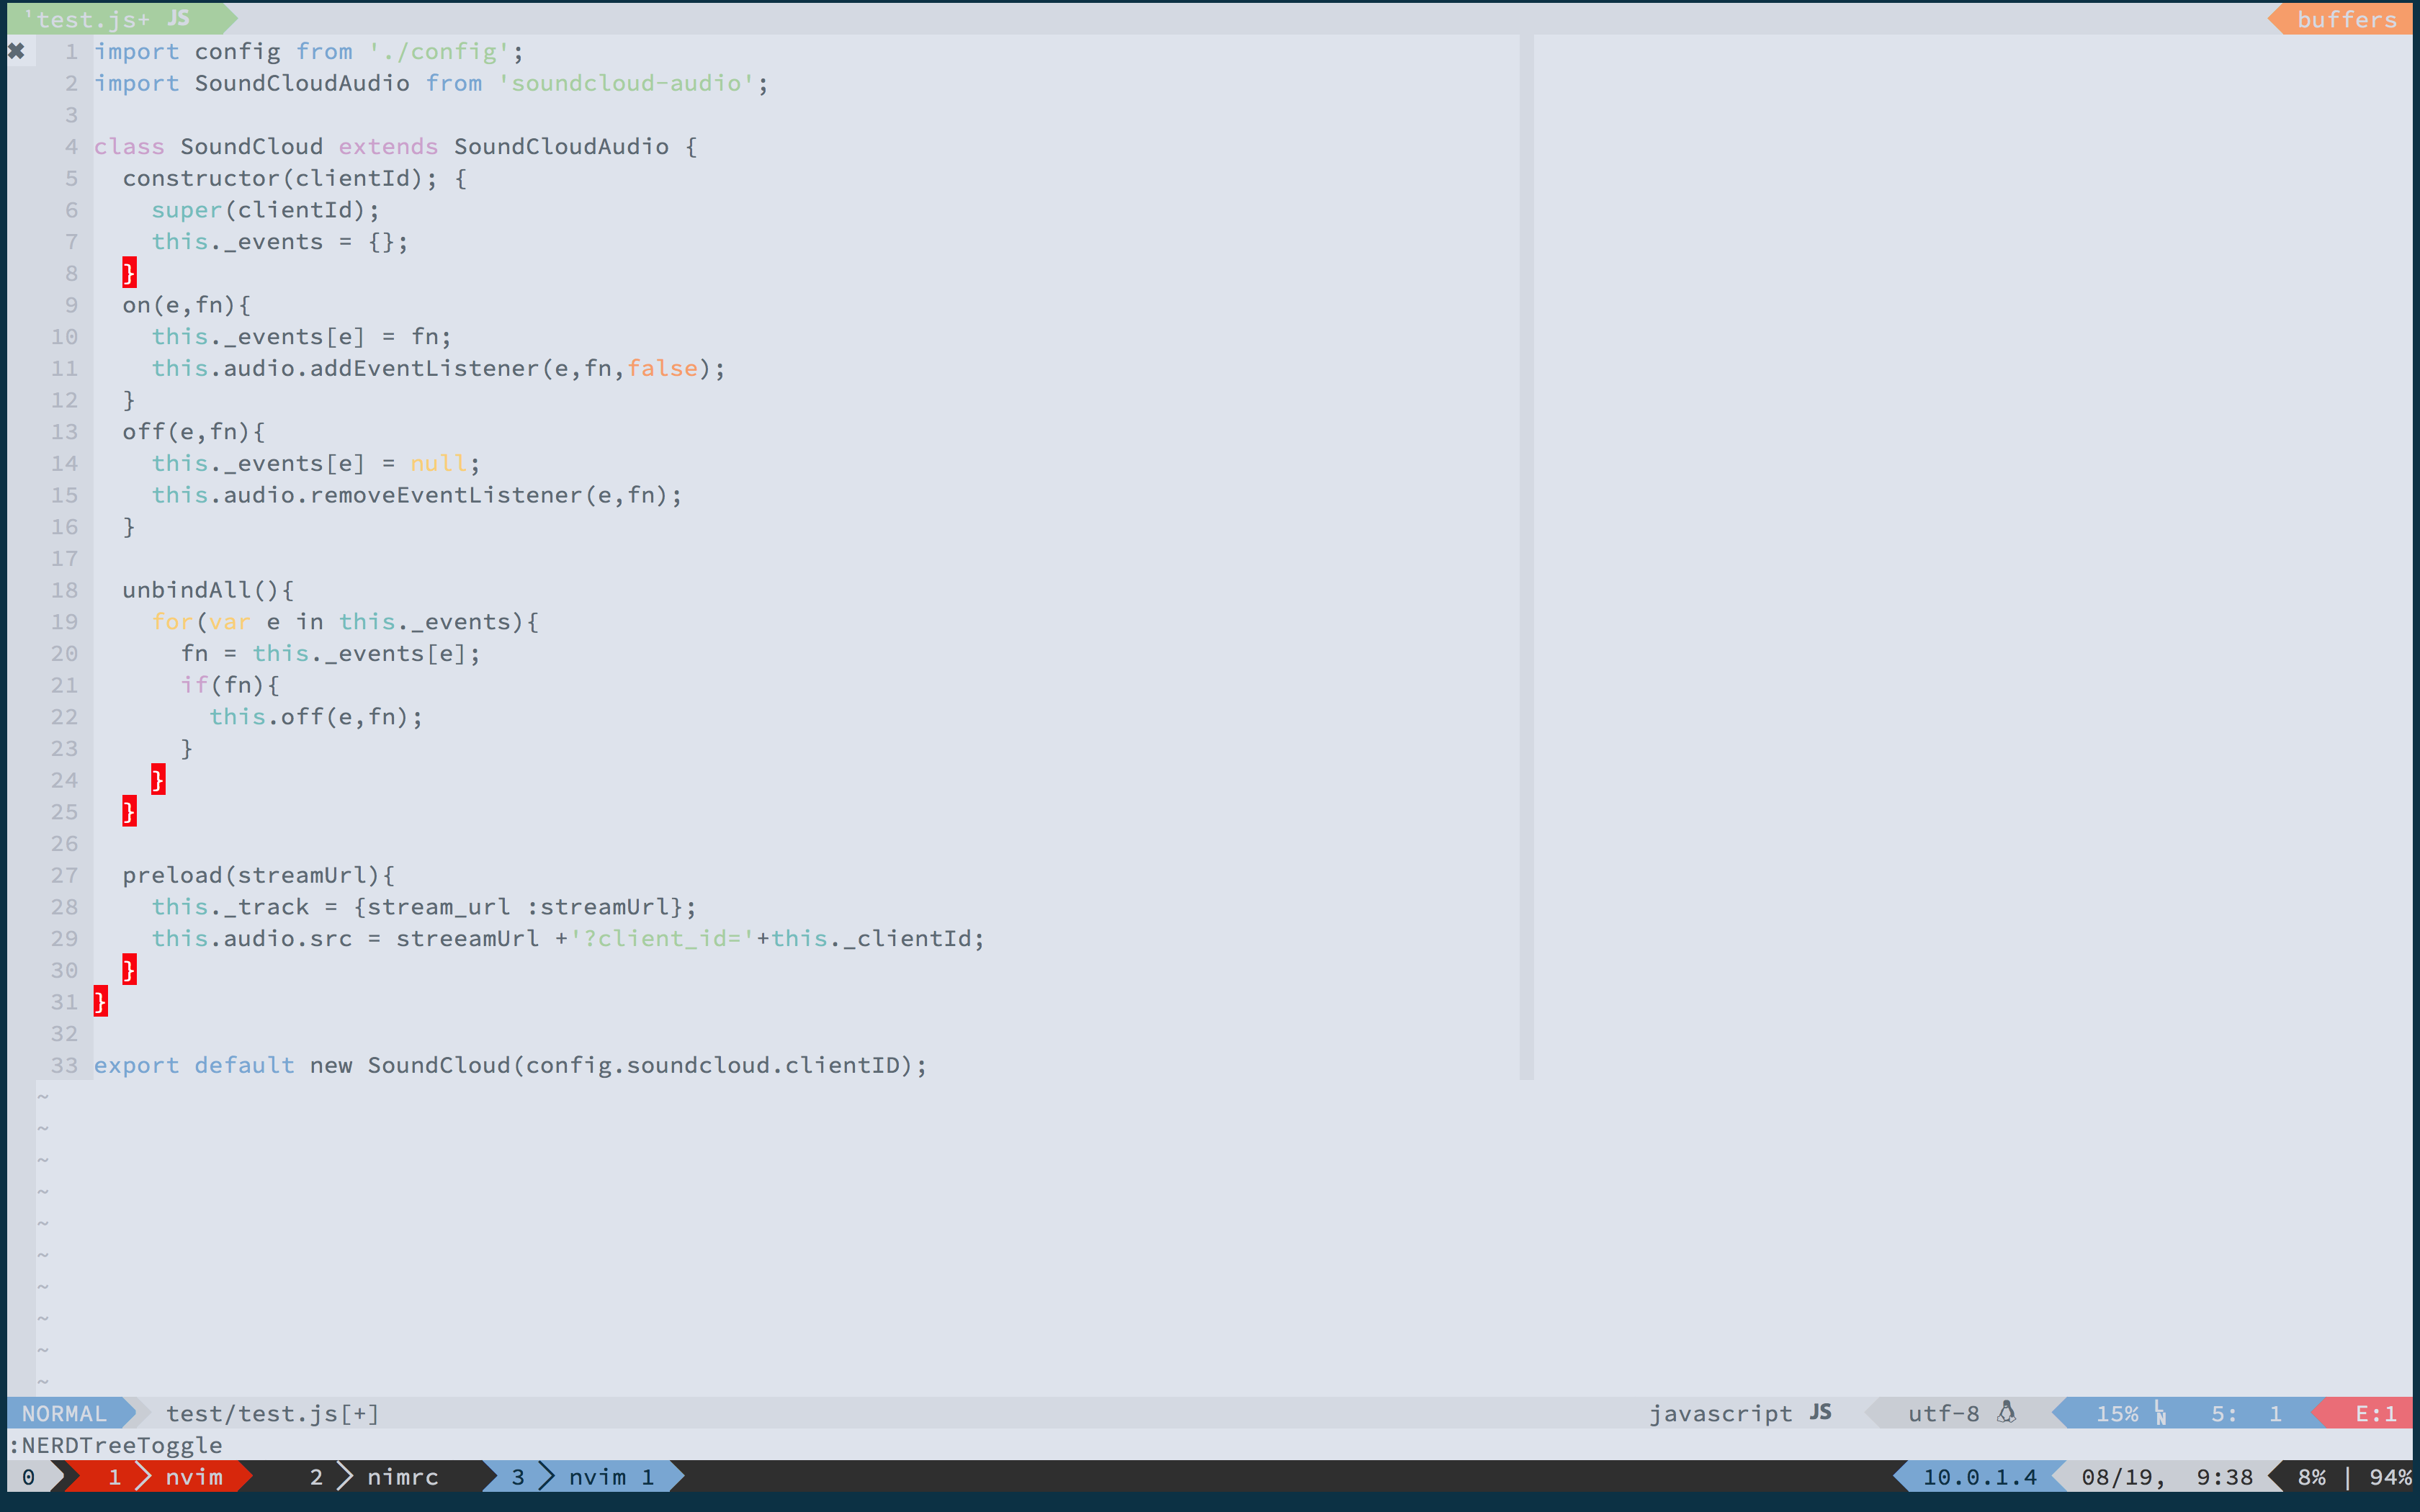 ¹test.js+ JS buffers
✖ 1 import config from './config';
2 import SoundCloudAudio from 'soundcloud-audio';
3
4 class SoundCloud extends SoundCloudAudio {
5   constructor(clientId); {
6     super(clientId);
7     this._events = {};
8   }
9   on(e,fn){
10     this._events[e] = fn;
11     this.audio.addEventListener(e,fn,false);
12   }
13   off(e,fn){
14     this._events[e] = null;
15     this.audio.removeEventListener(e,fn);
16   }
17
18   unbindAll(){
19     for(var e in this._events){
20       fn = this._events[e];
21       if(fn){
22         this.off(e,fn);
23       }
24     }
25   }
26
27   preload(streamUrl){
28     this._track = {stream_url :streamUrl};
29     this.audio.src = streeamUrl +'?client_id='+this._clientId;
30   }
31 }
32
33 export default new SoundCloud(config.soundcloud.clientID);
~
~
~
~
~
~
~
~
~
~
NORMAL test/test.js[+] javascript JS utf-8 15% LN 5: 1 E:1
:NERDTreeToggle
0 1 nvim 2 nimrc 3 nvim 1 10.0.1.4 08/19, 9:38 8% | 94%